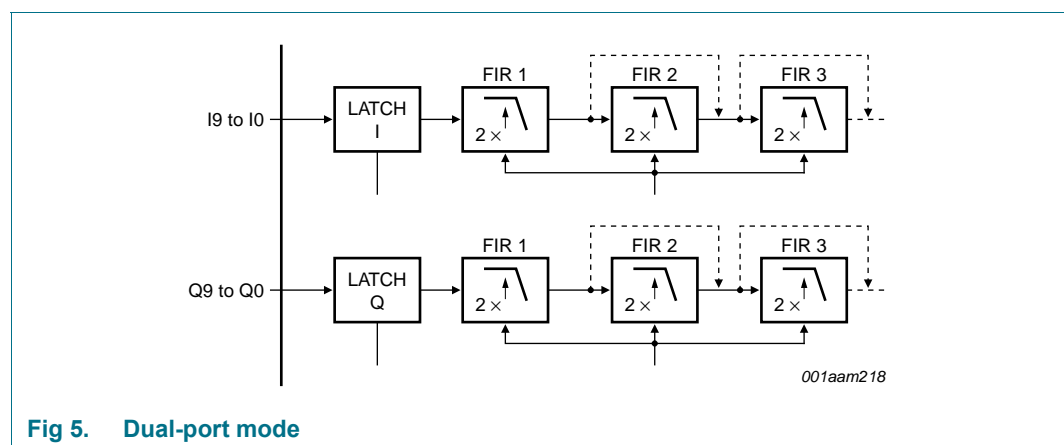 FIR 1 FIR 2 FIR 3
I9 to I0
LATCH
I
2 × 2 × 2 ×
FIR 1 FIR 2 FIR 3
Q9 to Q0
LATCH
Q
2 × 2 × 2 ×
001aam218
Fig 5. Dual-port mode